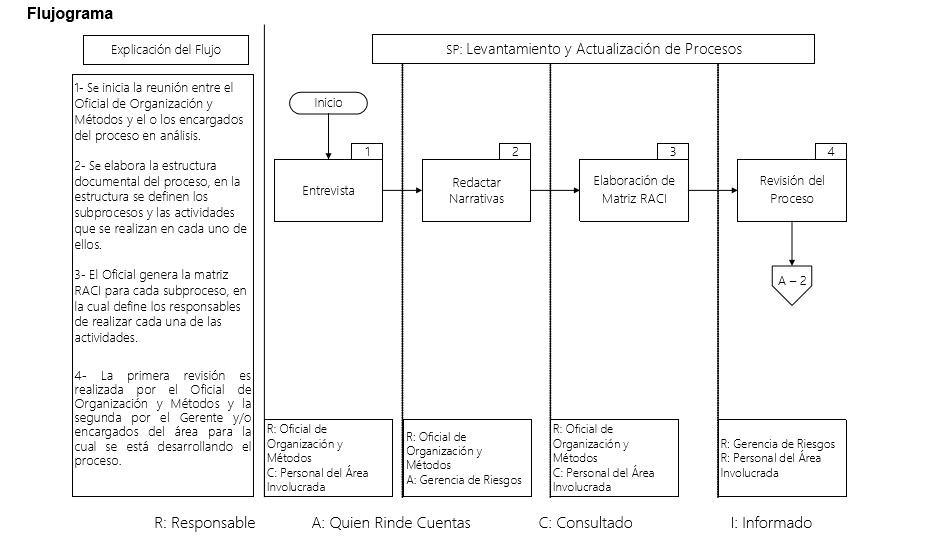 Flujograma
Explicación del Flujo
SP: Levantamiento y Actualización de Procesos
1- Se inicia la reunión entre el
Oficial de Organización y
Métodos y el o los encargados
del proceso en análisis.
2- Se elabora la estructura
documental del proceso, en la
estructura se definen los
subprocesos y las actividades
que se realizan en cada uno de
ellos.
3- El Oficial genera la matriz
RACI para cada subproceso, en
la cual define los responsables
de realizar cada una de las
actividades.
4- La primera revisión es
realizada por el Oficial de
Organización y Métodos y la
segunda por el Gerente y/o
encargados del área para la
cual se está desarrollando el
proceso.
Inicio
1
Entrevista
2
Redactar
Narrativas
3
Elaboración de
Matriz RACI
4
Revisión del
Proceso
A – 2
R: Oficial de
Organización y
Métodos
C: Personal del Área
Involucrada
R: Oficial de
Organización y
Métodos
A: Gerencia de Riesgos
R: Oficial de
Organización y
Métodos
C: Personal del Área
Involucrada
R: Gerencia de Riesgos
R: Personal del Área
Involucrada
R: Responsable
A: Quien Rinde Cuentas
C: Consultado
I: Informado